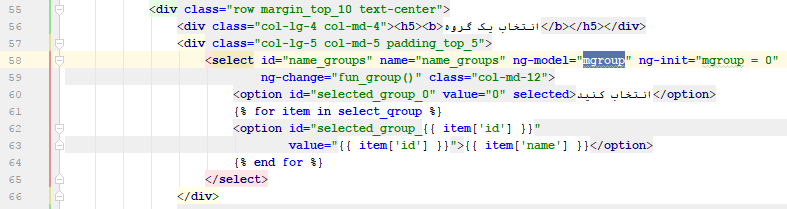 55 <div class="row margin_top_10 text-center">
56 <div class="col-lg-4 col-md-4"><h5><b>انتخاب یک گروه</b></h5></div>
57 <div class="col-lg-5 col-md-5 padding_top_5">
58 <select id="name_groups" name="name_groups" ng-model="mgroup" ng-init="mgroup = 0"
59 ng-change="fun_group()" class="col-md-12">
60 <option id="selected_group_0" value="0" selected>انتخاب کنید</option>
61 {% for item in select_group %}
62 <option id="selected_group_{{ item['id'] }}"
63 value="{{ item['id'] }}">{{ item['name'] }}</option>
64 {% end for %}
65 </select>
66 </div>